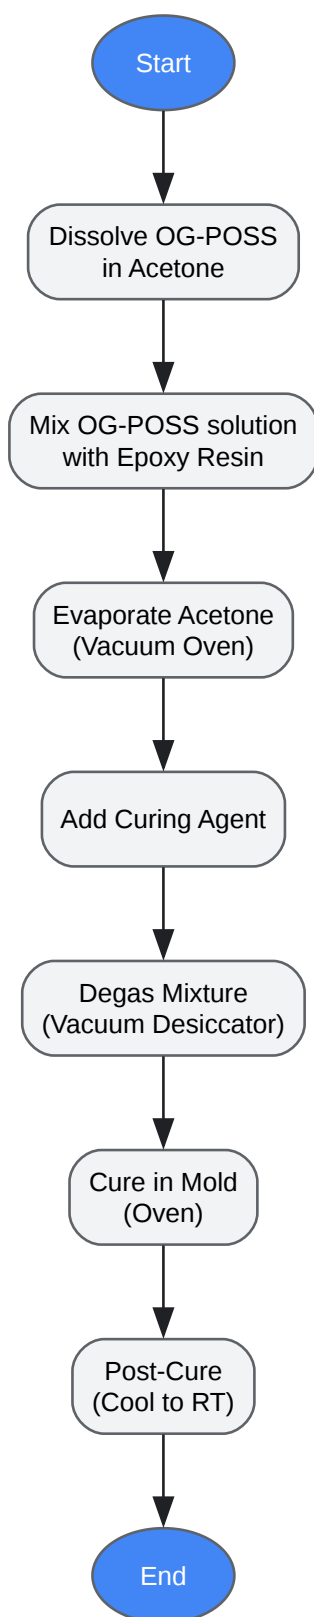 Start
Dissolve OG-POSS
in Acetone
Mix OG-POSS solution
with Epoxy Resin
Evaporate Acetone
(Vacuum Oven)
Add Curing Agent
Degas Mixture
(Vacuum Desiccator)
Cure in Mold
(Oven)
Post-Cure
(Cool to RT)
End